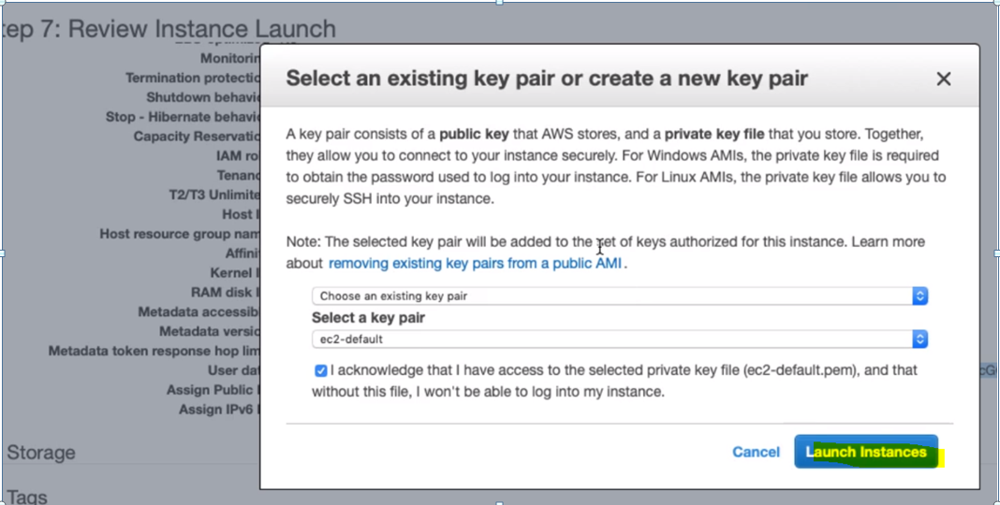 tep 7: Review Instance Launch
Monitorin
Termination protectio
Shutdown behavio
Stop - Hibernate behavio
Capacity Reservatio
IAM ro
Tenanc
T2/T3 Unlimite
Host I
Host resource group nam
Affini
Kernel I
RAM disk I
Metadata accessib
Metadata versio
Metadata token response hop lim
User dat
Assign Public I
Assign IPv6 I
Storage
Tags
Select an existing key pair or create a new key pair
A key pair consists of a public key that AWS stores, and a private key file that you store. Together,
they allow you to connect to your instance securely. For Windows AMIs, the private key file is required
to obtain the password used to log into your instance. For Linux AMIs, the private key file allows you to
securely SSH into your instance.
Note: The selected key pair will be added to the set of keys authorized for this instance. Learn more
about removing existing key pairs from a public AMI .
Choose an existing key pair
Select a key pair
ec2-default
I acknowledge that I have access to the selected private key file (ec2-default.pem), and that
without this file, I won't be able to log into my instance.
Cancel Launch Instances